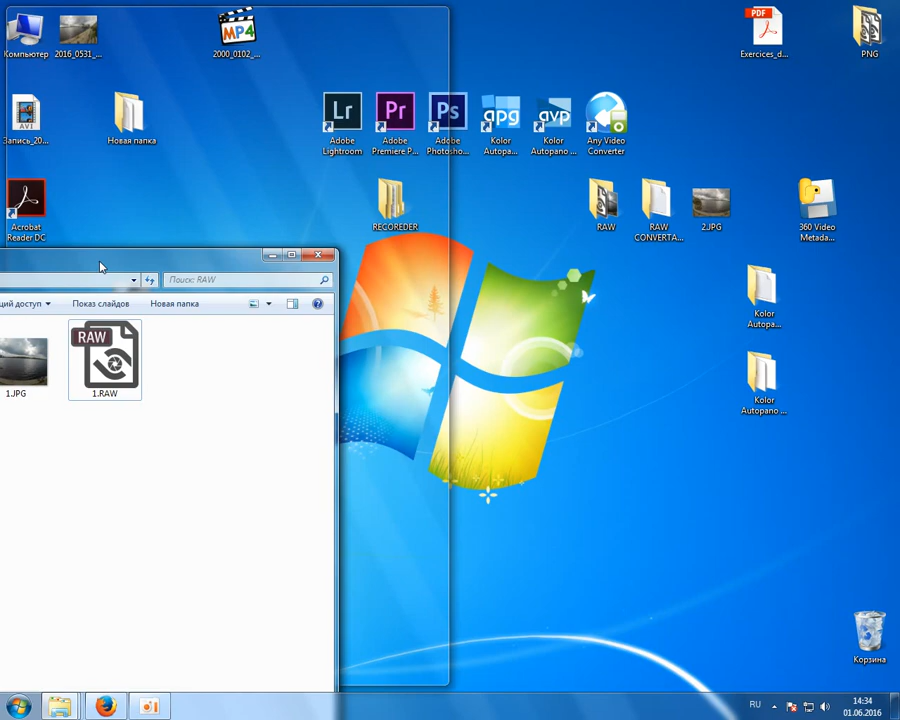 Компьютер
2016_0531_...
MP4
2000_0102_...
PDF
Exercices_d...
PNG
AVI
Запись_20...
Новая папка
Lr
Adobe
Lightroom
Pr
Adobe
Premiere P...
Ps
Adobe
Photosho...
apg
Kolor
Autopa...
avp
Kolor
Autopano ...
Any Video
Converter
Acrobat
Reader DC
RECOREDER
RAW
RAW
CONVERTA...
2.JPG
360 Video
Metada...
Поиск: RAW
ций доступ
Показ слайдов
Новая папка
RAW
1.JPG
1.RAW
Kolor
Autopa...
Kolor
Autopano ...
Корзина
RU
14:34
01.06.2016